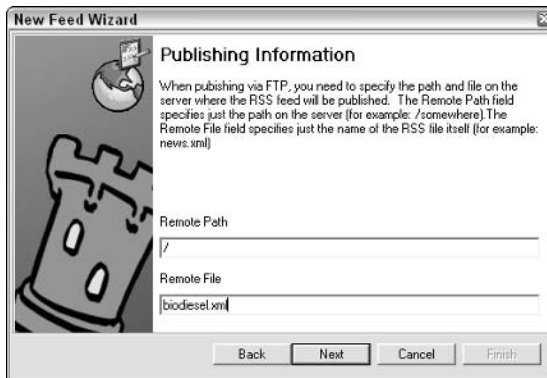 New Feed Wizard
Publishing Information
When pubishing via FTP, you need to specify the path and file on the
server where the RSS feed will be published. The Remote Path field
specifies just the path on the server (for example: /somewhere).The
Remote File field specifies just the name of the RSS file itself (for example:
news.xml)
Remote Path
/
Remote File
biodiesel.xml
Back
Next
Cancel
Finish